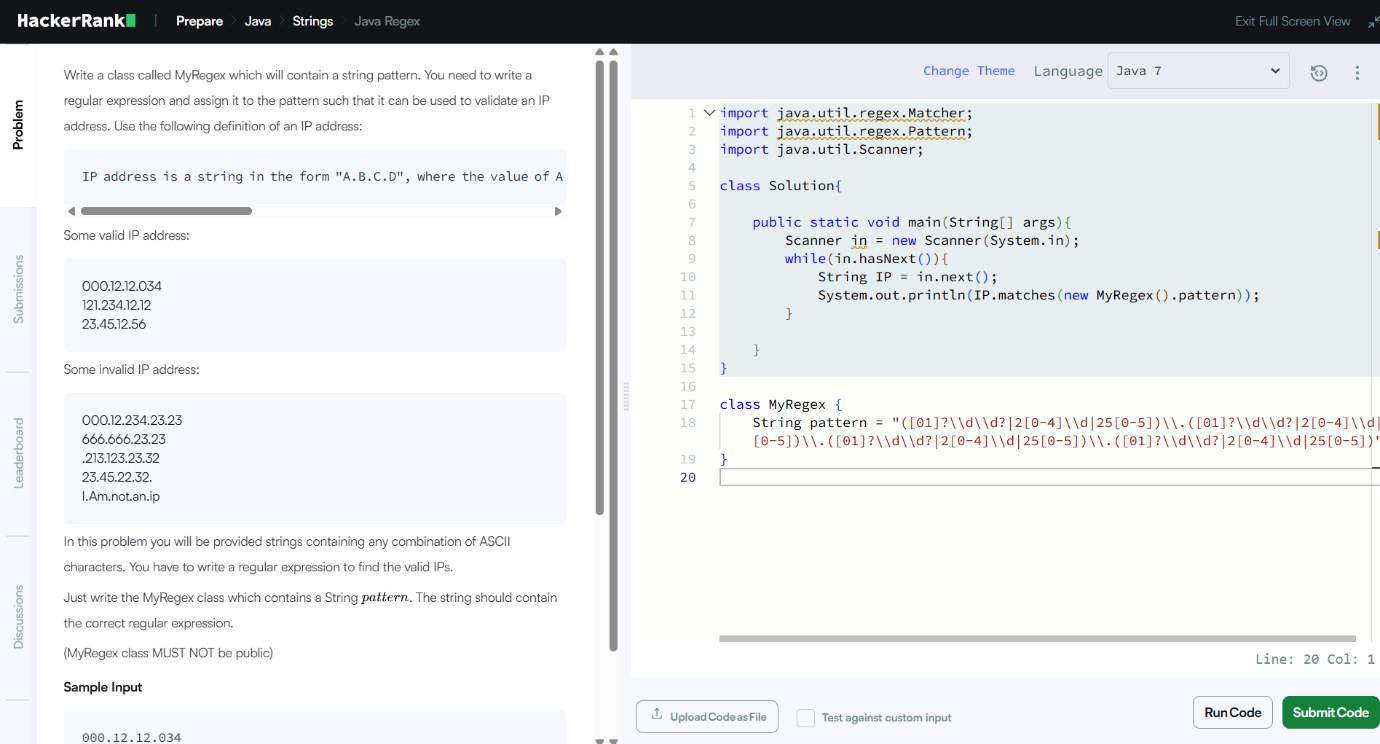 HackerRank | Prepare > Java > Strings > Java Regex
Exit Full Screen View
Problem
Submissions
Leaderboard
Discussions
Write a class called MyRegex which will contain a string pattern. You need to write a
regular expression and assign it to the pattern such that it can be used to validate an IP
address. Use the following definition of an IP address:
IP address is a string in the form "A.B.C.D", where the value of A
Some valid IP address:
000.12.12.034
121.234.12.12
23.45.12.56
Some invalid IP address:
000.12.234.23.23
666.666.23.23
.213.123.23.32
23.45.22.32.
I.Am.not.an.ip
In this problem you will be provided strings containing any combination of ASCII
characters. You have to write a regular expression to find the valid IPs.
Just write the MyRegex class which contains a String pattern. The string should contain
the correct regular expression.
(MyRegex class MUST NOT be public)
Sample Input
000.12.12.034
Change Theme Language Java 7
1 import java.util.regex.Matcher;
2 import java.util.regex.Pattern;
3 import java.util.Scanner;
4
5 class Solution{
6
7 public static void main(String[] args){
8 Scanner in = new Scanner(System.in);
9 while(in.hasNext()){
10 String IP = in.next();
11 System.out.println(IP.matches(new MyRegex().pattern));
12 }
13
14 }
15 }
16
17 class MyRegex {
18 String pattern = "([01]?\\d\\d?|2[0-4]\\d|25[0-5])\\.([01]?\\d\\d?|2[0-4]\\d|
[0-5])\\.([01]?\\d\\d?|2[0-4]\\d|25[0-5])\\.([01]?\\d\\d?|2[0-4]\\d|25[0-5])"
19 }
20
Line: 20 Col: 1
Upload Code as File
Test against custom input
Run Code
Submit Code